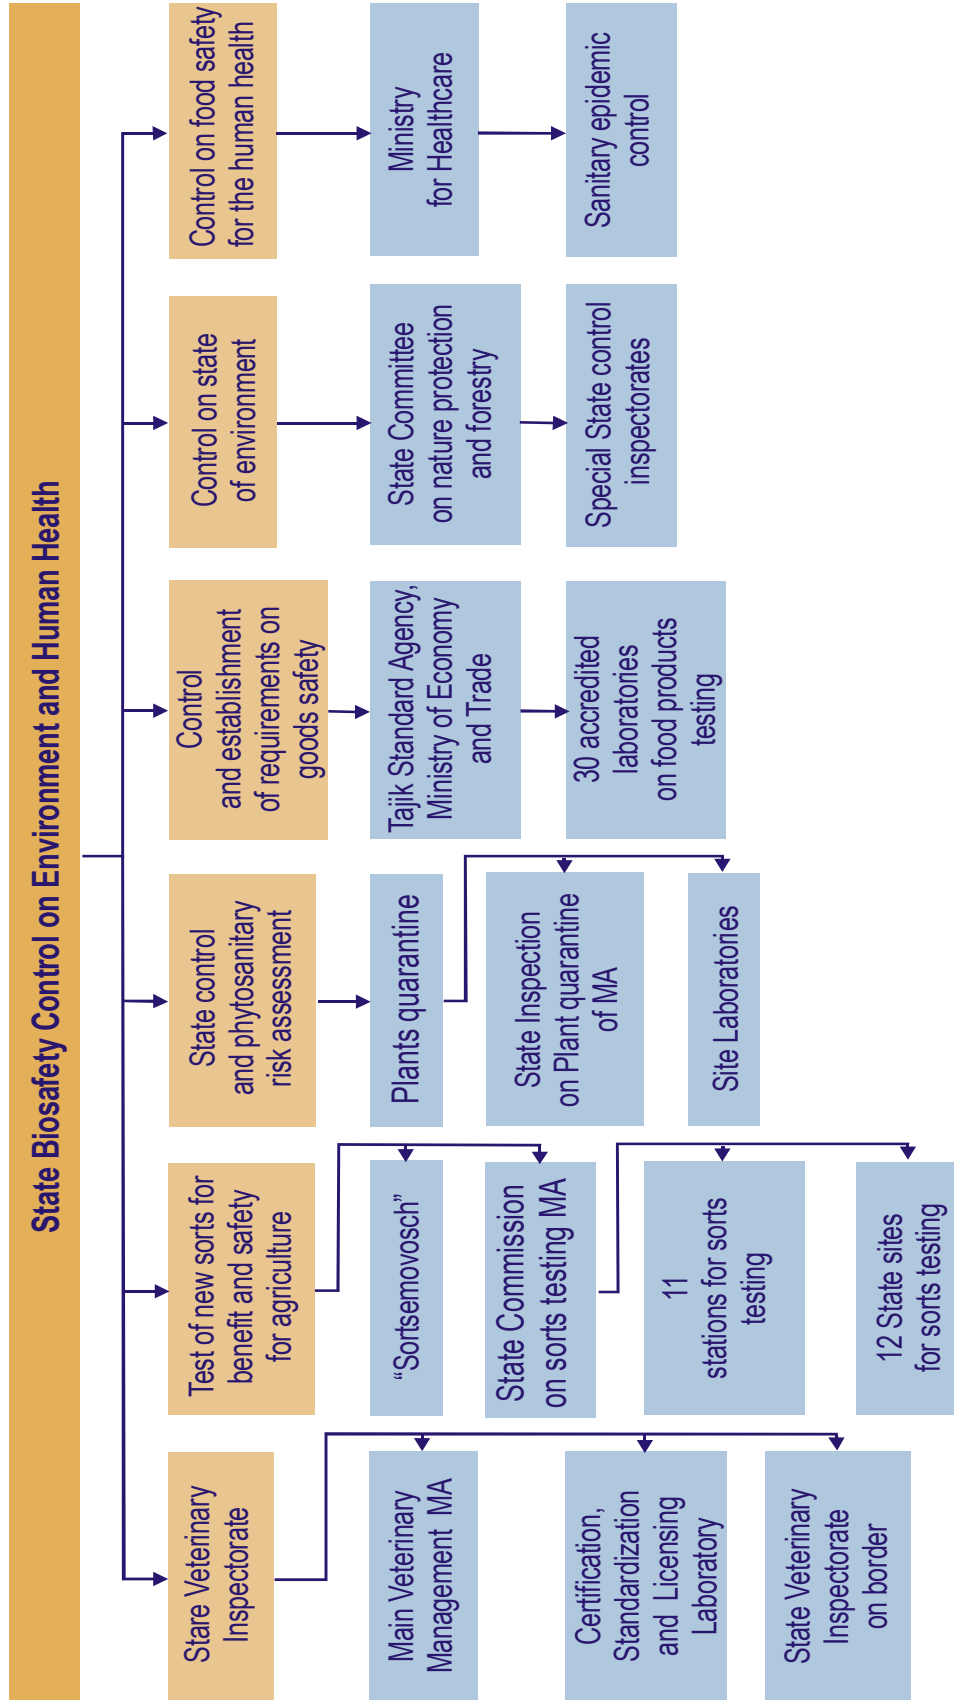 State Biosafety Control on Environment and Human Health
Stare Veterinary
Inspectorate
Main Veterinary
Management MA
Certification,
Standardization
and Licensing
Laboratory
State Veterinary
Inspectorate
on border
Test of new sorts for
benefit and safety
for agriculture
“Sortsemovosch”
State Commission
on sorts testing MA
11
stations for sorts
testing
12 State sites
for sorts testing
State control
and phytosanitary
risk assessment
Plants quarantine
State Inspection
on Plant quarantine
of MA
Site Laboratories
Control
and establishment
of requirements on
goods safety
Tajik Standard Agency,
Ministry of Economy
and Trade
30 accredited
laboratories
on food products
testing
Control on state
of environment
State Committee
on nature protection
and forestry
Special State control
inspectorates
Control on food safety
for the human health
Ministry
for Healthcare
Sanitary epidemic
control